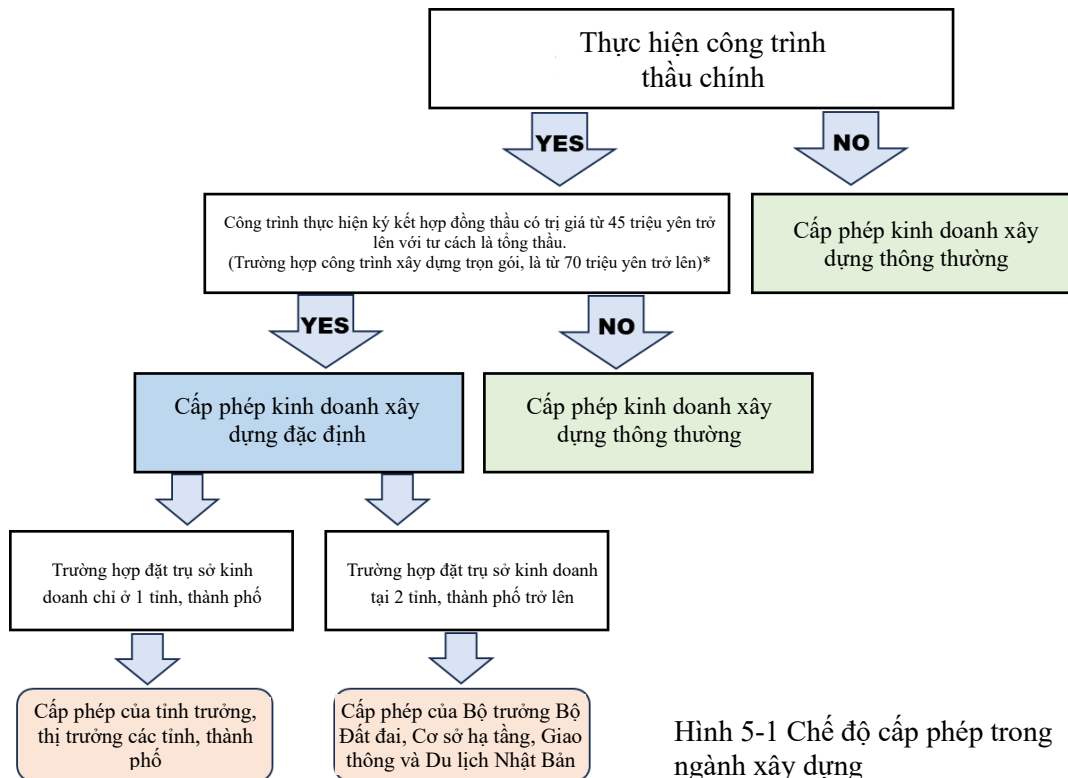 Thực hiện công trình
thầu chính
YES
NO
Công trình thực hiện ký kết hợp đồng thầu có trị giá từ 45 triệu yên trở
lên với tư cách là tổng thầu.
(Trường hợp công trình xây dựng trọn gói, là từ 70 triệu yên trở lên)*
Cấp phép kinh doanh xây
dựng thông thường
YES
NO
Cấp phép kinh doanh xây
dựng đặc định
Cấp phép kinh doanh xây
dựng thông thường
Trường hợp đặt trụ sở kinh
doanh chỉ ở 1 tỉnh, thành phố
Trường hợp đặt trụ sở kinh doanh
tại 2 tỉnh, thành phố trở lên
Cấp phép của tỉnh trưởng,
thị trưởng các tỉnh, thành
phố
Cấp phép của Bộ trưởng Bộ
Đất đai, Cơ sở hạ tầng, Giao
thông và Du lịch Nhật Bản
Hình 5-1 Chế độ cấp phép trong
ngành xây dựng